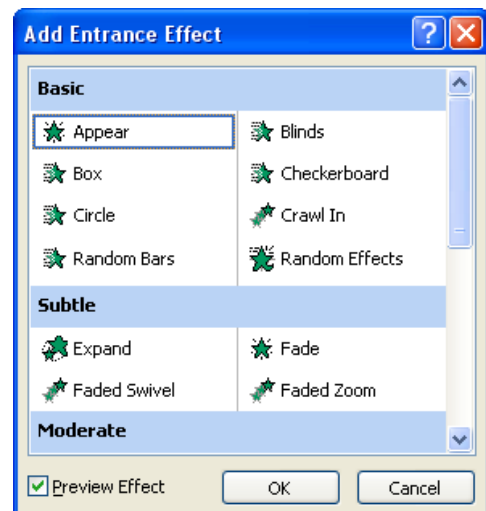 Add Entrance Effect
Basic
Appear Blinds
Box Checkerboard
Circle Crawl In
Random Bars Random Effects
Subtle
Expand Fade
Faded Swivel Faded Zoom
Moderate
Preview Effect OK Cancel